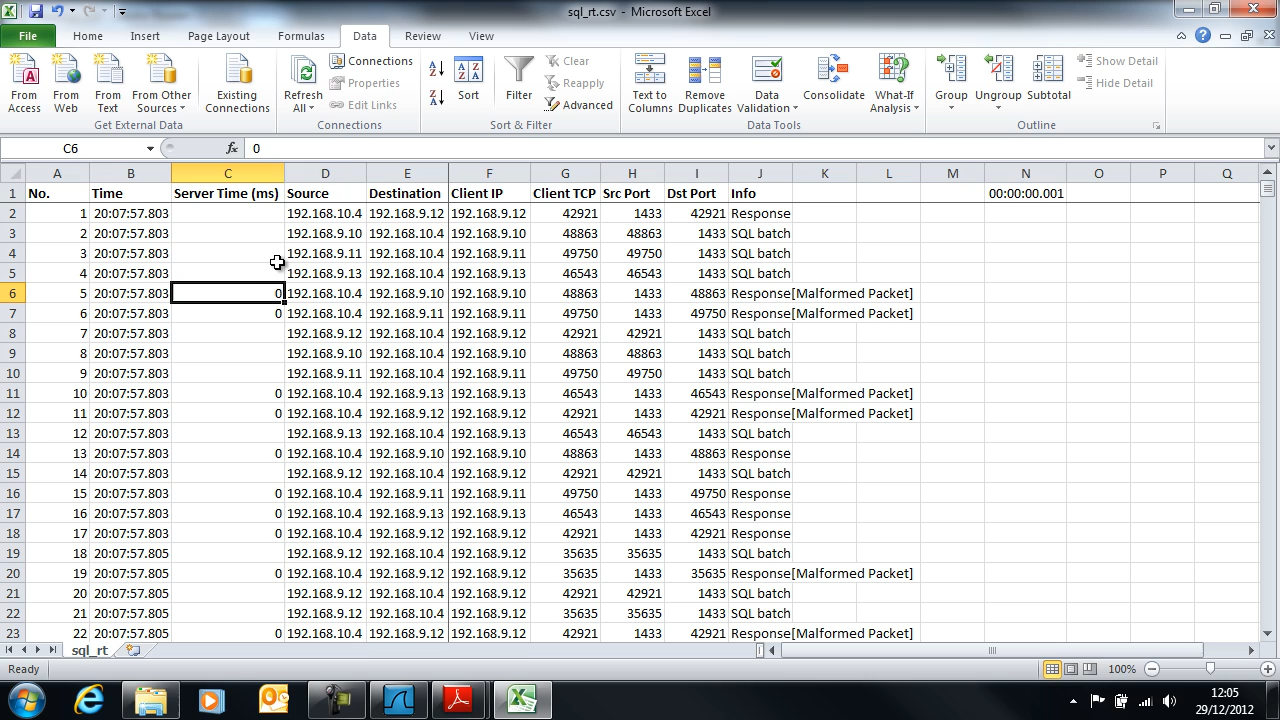 sql_rt.csv - Microsoft Excel
File Home Insert Page Layout Formulas Data Review View
From Access
From Web
From Text
From Other Sources
Existing Connections
Get External Data
Refresh All
Connections
Properties
Edit Links
Connections
Sort
Filter
Clear
Reapply
Advanced
Sort & Filter
Text to Columns
Remove Duplicates
Data Validation
Consolidate
What-If Analysis
Data Tools
Group
Ungroup
Subtotal
Show Detail
Hide Detail
Outline
C6 fx 0
A B C D E F G H I J K L M N O P Q
1 No. Time Server Time (ms) Source Destination Client IP Client TCP Src Port Dst Port Info 00:00:00.001
2 1 20:07:57.803 192.168.10.4 192.168.9.12 192.168.9.12 42921 1433 42921 Response
3 2 20:07:57.803 192.168.9.10 192.168.10.4 192.168.9.10 48863 48863 1433 SQL batch
4 3 20:07:57.803 192.168.9.11 192.168.10.4 192.168.9.11 49750 49750 1433 SQL batch
5 4 20:07:57.803 192.168.9.13 192.168.10.4 192.168.9.13 46543 46543 1433 SQL batch
6 5 20:07:57.803 0 192.168.10.4 192.168.9.10 192.168.9.10 48863 1433 48863 Response[Malformed Packet]
7 6 20:07:57.803 0 192.168.10.4 192.168.9.11 192.168.9.11 49750 1433 49750 Response[Malformed Packet]
8 7 20:07:57.803 192.168.9.12 192.168.10.4 192.168.9.12 42921 42921 1433 SQL batch
9 8 20:07:57.803 192.168.9.10 192.168.10.4 192.168.9.10 48863 48863 1433 SQL batch
10 9 20:07:57.803 192.168.9.11 192.168.10.4 192.168.9.11 49750 49750 1433 SQL batch
11 10 20:07:57.803 0 192.168.10.4 192.168.9.13 192.168.9.13 46543 1433 46543 Response[Malformed Packet]
12 11 20:07:57.803 0 192.168.10.4 192.168.9.12 192.168.9.12 42921 1433 42921 Response[Malformed Packet]
13 12 20:07:57.803 192.168.9.13 192.168.10.4 192.168.9.13 46543 46543 1433 SQL batch
14 13 20:07:57.803 0 192.168.10.4 192.168.9.10 192.168.9.10 48863 1433 48863 Response
15 14 20:07:57.803 192.168.9.12 192.168.10.4 192.168.9.12 42921 42921 1433 SQL batch
16 15 20:07:57.803 0 192.168.10.4 192.168.9.11 192.168.9.11 49750 1433 49750 Response
17 16 20:07:57.803 0 192.168.10.4 192.168.9.13 192.168.9.13 46543 1433 46543 Response
18 17 20:07:57.803 0 192.168.10.4 192.168.9.12 192.168.9.12 42921 1433 42921 Response
19 18 20:07:57.805 192.168.9.12 192.168.10.4 192.168.9.12 35635 35635 1433 SQL batch
20 19 20:07:57.805 0 192.168.10.4 192.168.9.12 192.168.9.12 35635 1433 35635 Response[Malformed Packet]
21 20 20:07:57.805 192.168.9.12 192.168.10.4 192.168.9.12 42921 42921 1433 SQL batch
22 21 20:07:57.805 192.168.9.12 192.168.10.4 192.168.9.12 35635 35635 1433 SQL batch
23 22 20:07:57.805 0 192.168.10.4 192.168.9.12 192.168.9.12 42921 1433 42921 Response[Malformed Packet]
sql_rt
Ready 100%
12:05
29/12/2012